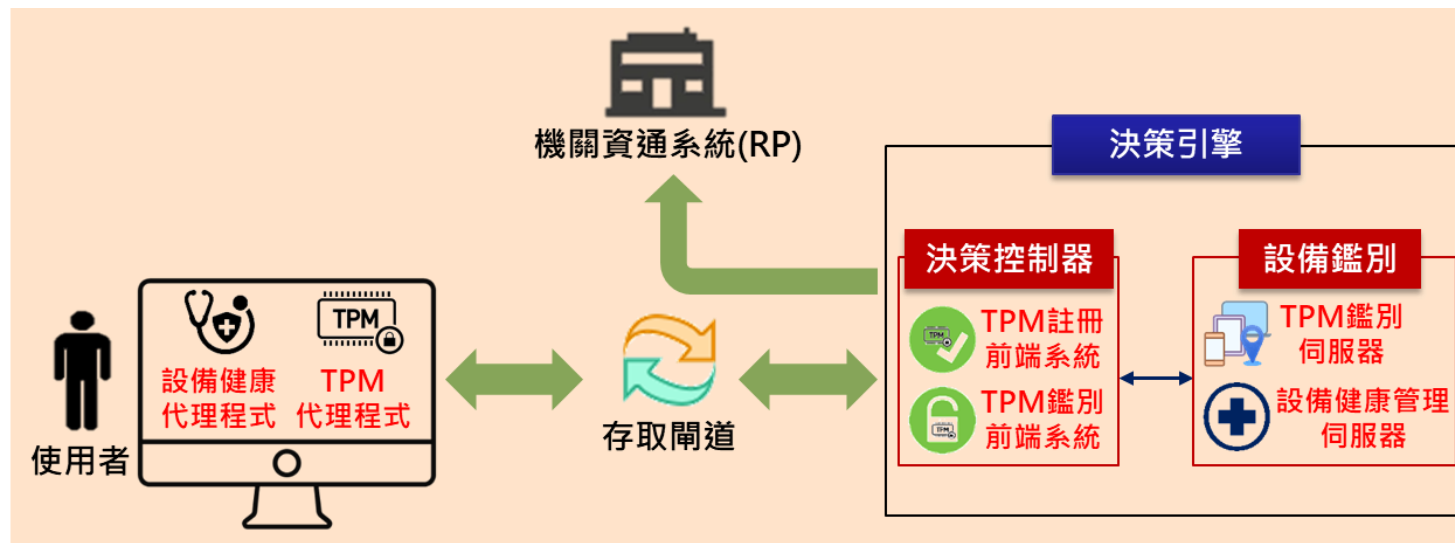 機關資通系統(RP)
決策引擎
決策控制器
TPM註冊
前端系統
TPM鑑別
前端系統
設備鑑別
TPM鑑別
伺服器
設備健康管理
伺服器
TPM
設備健康
代理程式
TPM
代理程式
使用者
存取閘道